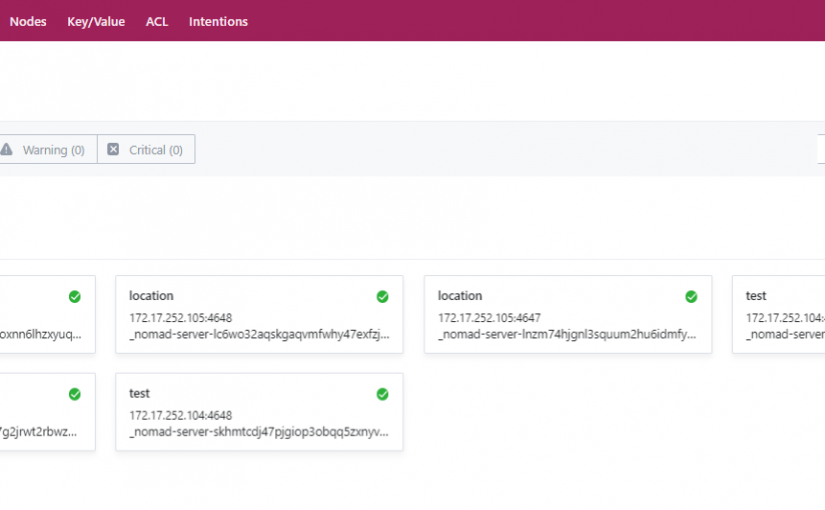 Nodes Key/Value ACL Intentions
Warning (0) Critical (0)
location
172.17.252.105:4648
_nomad-server-lc6wo32aqskgaqvmfwhy47exfzj...
location
172.17.252.105:4647
_nomad-server-lnzm74hjgnl3squum2hu6idmfy...
test
172.17.252.104:
_nomad-server
oxnn6lhzxyuq...
7g2jrwt2rbwz...
test
172.17.252.104:4648
_nomad-server-skhmtcdj47pjgiop3obqq5zxnyv...